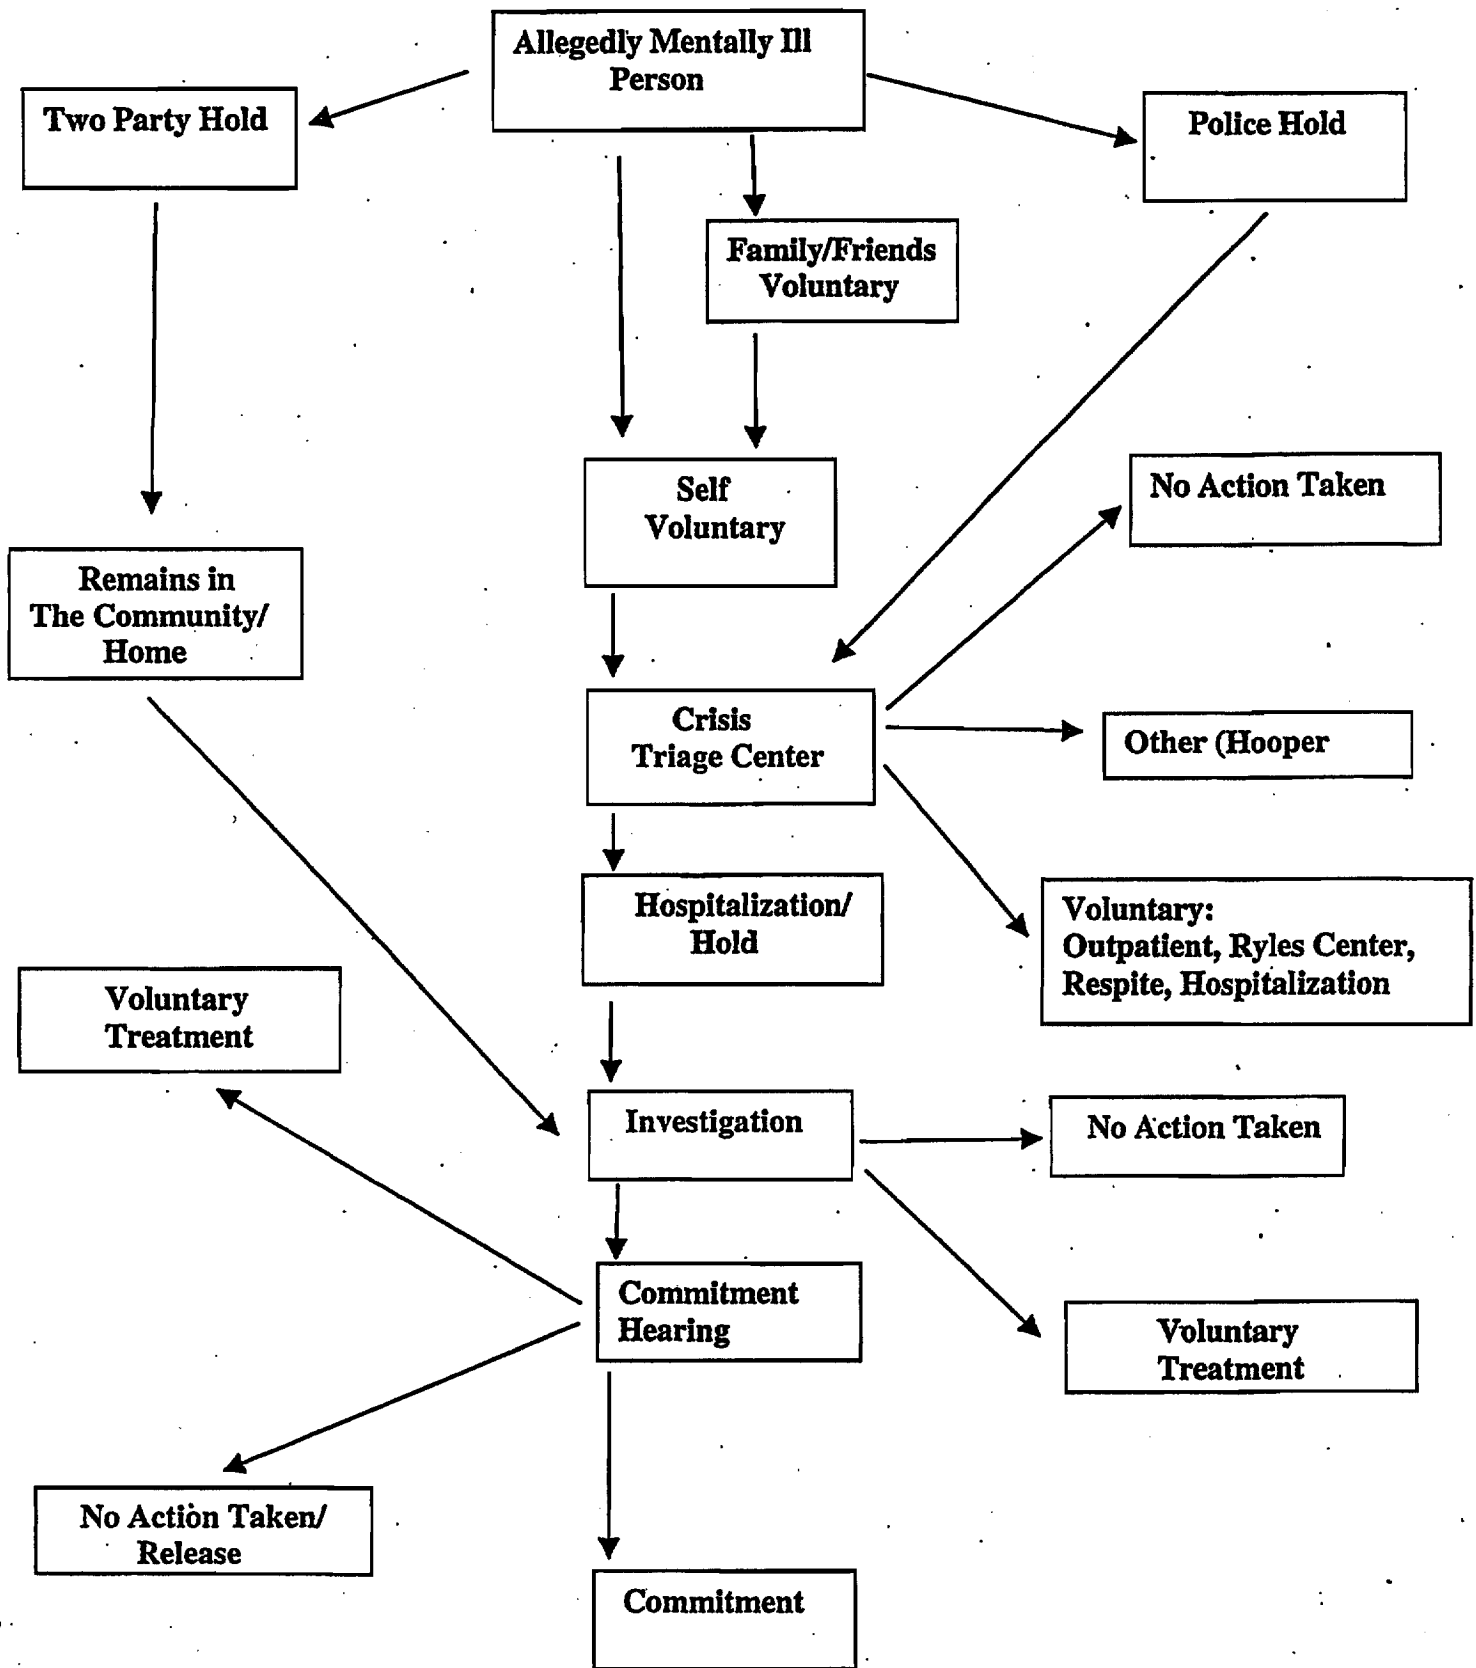 Allegedly Mentally Ill
Person
Two Party Hold
Police Hold
Family/Friends
Voluntary
Self
Voluntary
No Action Taken
Remains in
The Community/
Home
Crisis
Triage Center
Other (Hooper
Hospitalization/
Hold
Voluntary:
Outpatient, Ryles Center,
Respite, Hospitalization
Voluntary
Treatment
Investigation
No Action Taken
Commitment
Hearing
Voluntary
Treatment
No Action Taken/
Release
Commitment